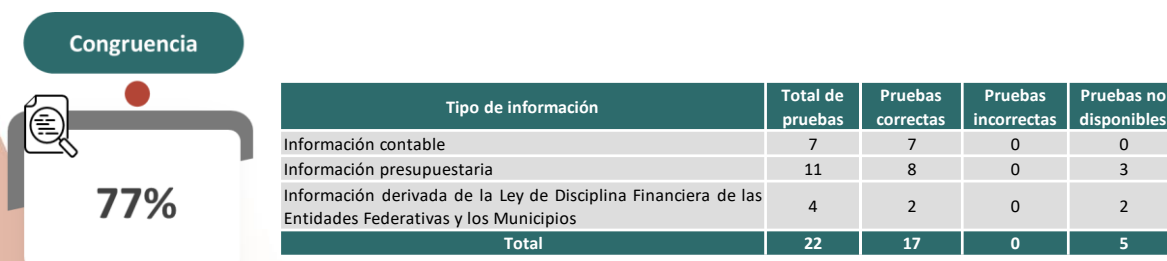 Congruencia
77%
Tipo de información Total de pruebas Pruebas correctas Pruebas incorrectas Pruebas no disponibles
Información contable 7 7 0 0
Información presupuestaria 11 8 0 3
Información derivada de la Ley de Disciplina Financiera de las
Entidades Federativas y los Municipios 4 2 0 2
Total 22 17 0 5